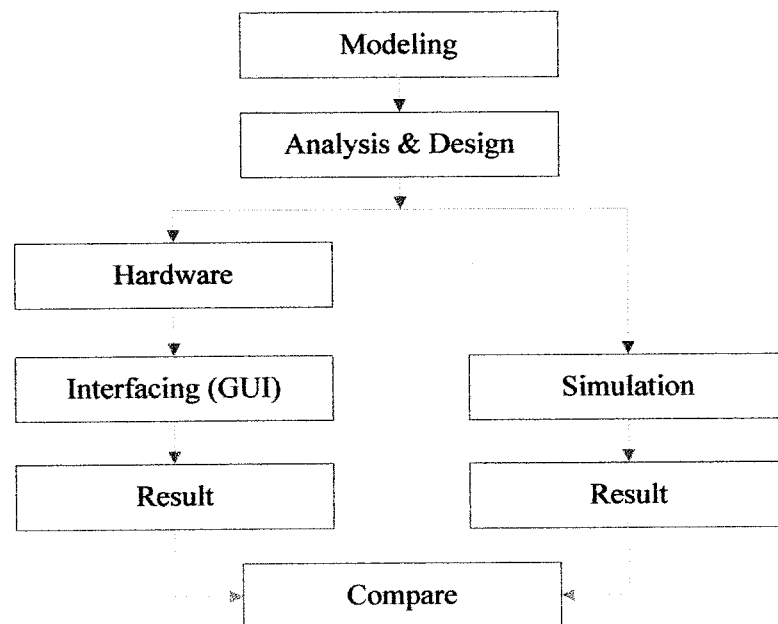 Modeling
Analysis & Design
Hardware
Interfacing (GUI)
Simulation
Result
Result
Compare